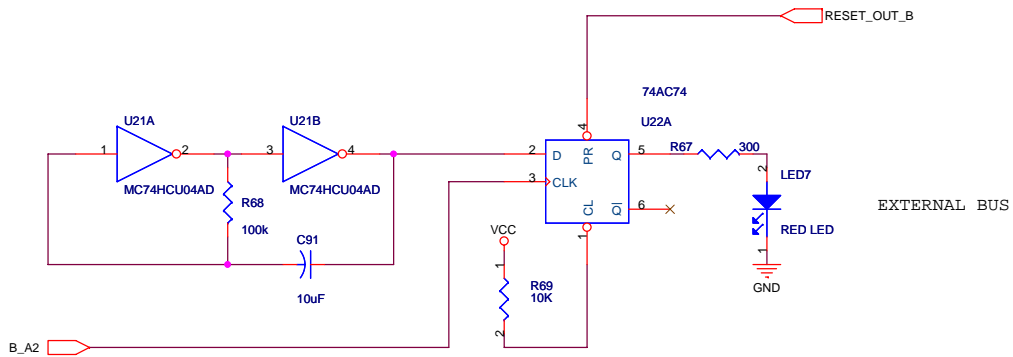 RESET_OUT_B
74AC74
U21A
U21B
U22A
4
1
2
3
4
2
D
PR
Q
5
R67
300
3
CLK
2
LED7
MC74HCU04AD
MC74HCU04AD
R68
CL
Q
6
EXTERNAL BUS
100k
VCC
1
RED LED
C91
1
1
10uF
R69
10K
GND
2
B_A2